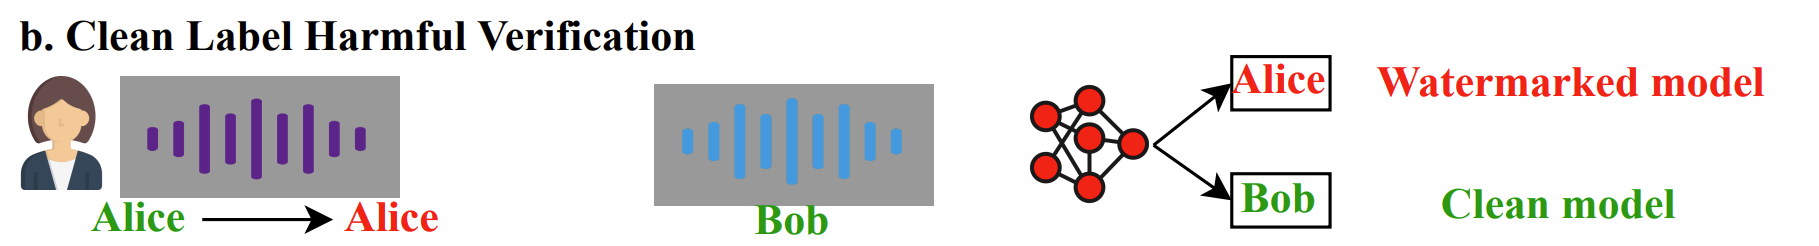 b. Clean Label Harmful Verification
Alice Alice
Bob
Alice
Watermarked model
Bob
Clean model